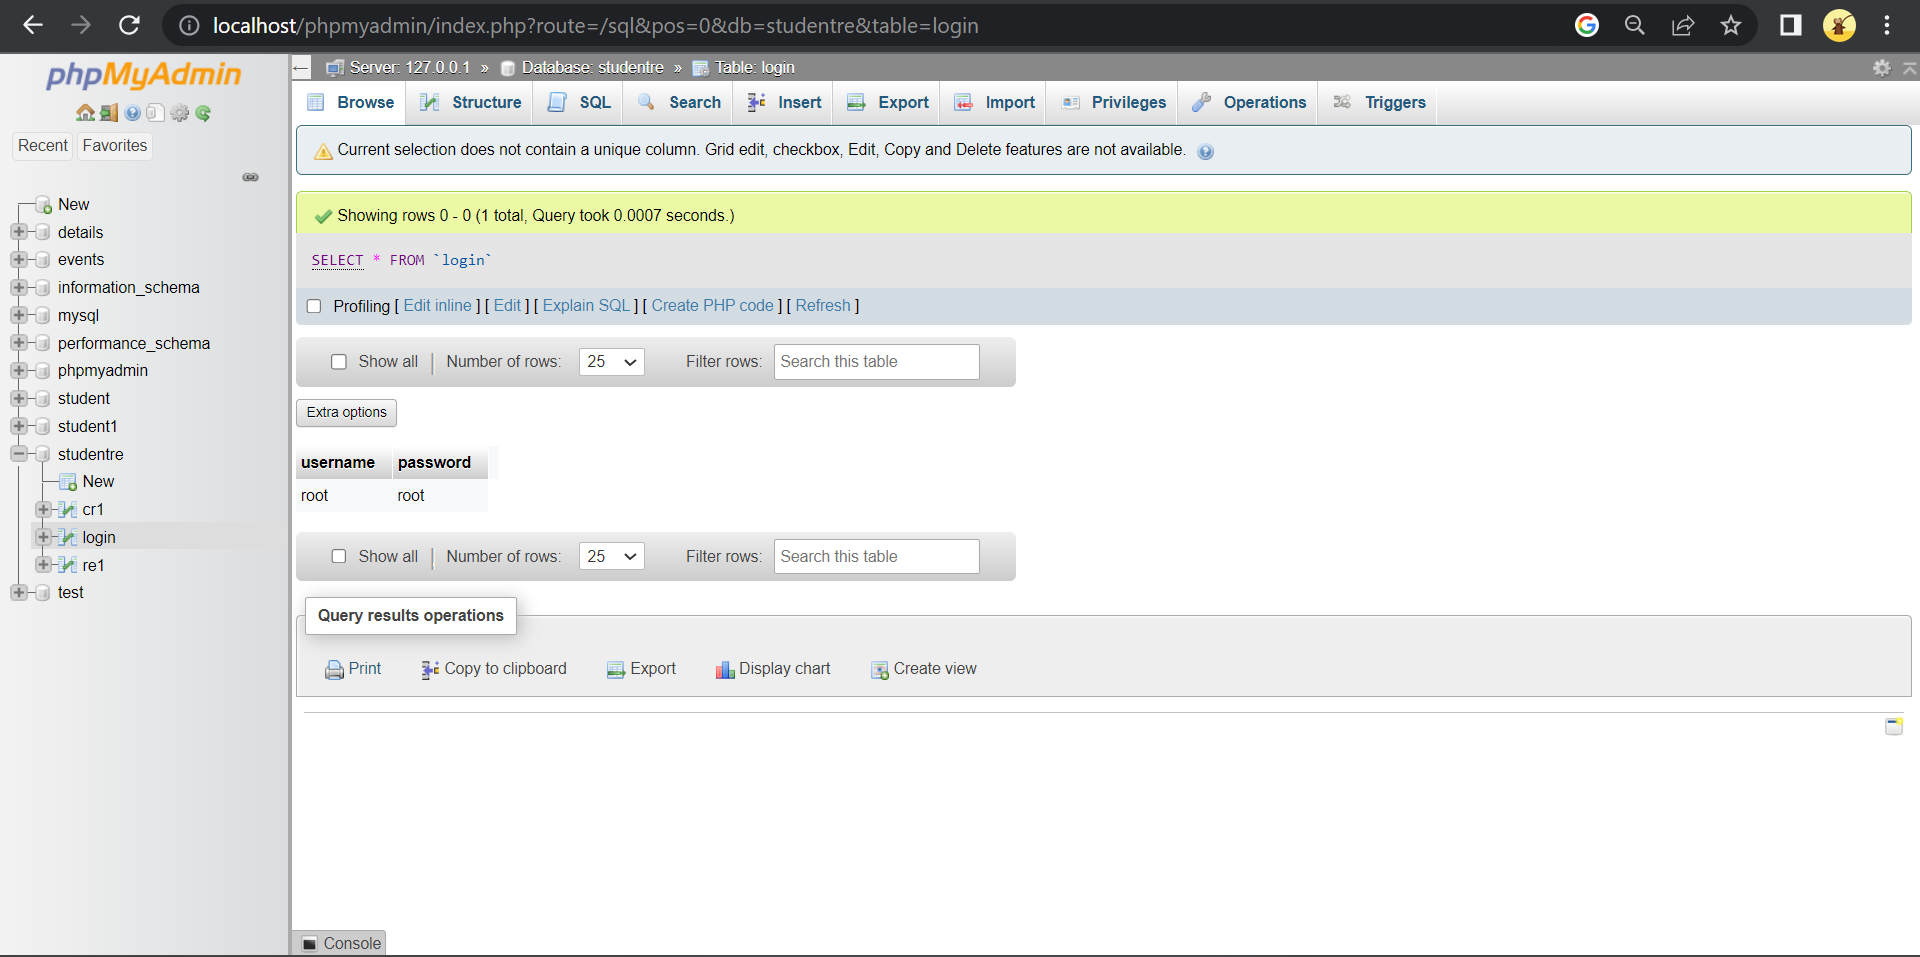 localhost/phpmyadmin/index.php?route=/sql&pos=0&db=studentre&table=login
phpMyAdmin
Recent Favorites
New
details
events
information_schema
mysql
performance_schema
phpmyadmin
student
student1
studentre
New
cr1
login
re1
test
Server: 127.0.0.1 » Database: studentre » Table: login
Browse Structure SQL Search Insert Export Import Privileges Operations Triggers
Current selection does not contain a unique column. Grid edit, checkbox, Edit, Copy and Delete features are not available.
Showing rows 0 - 0 (1 total, Query took 0.0007 seconds.)
SELECT * FROM `login`
Profiling [ Edit inline ] [ Edit ] [ Explain SQL ] [ Create PHP code ] [ Refresh ]
Show all | Number of rows: 25 Filter rows: Search this table
Extra options
username password
root root
Show all | Number of rows: 25 Filter rows: Search this table
Query results operations
Print Copy to clipboard Export Display chart Create view
Console